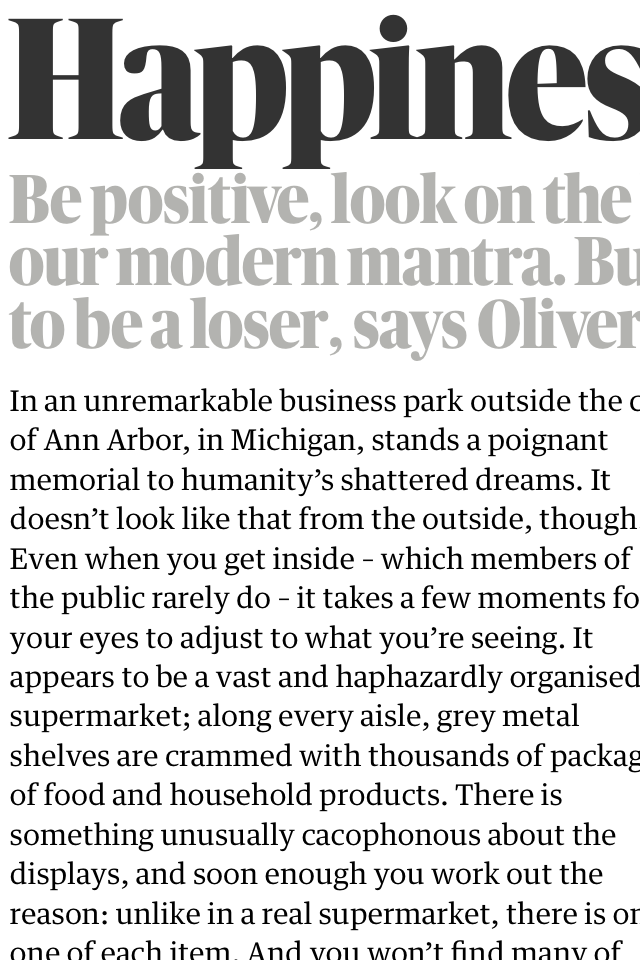 Happines
Be positive, look on the
our modern mantra. Bu
to be a loser, says Oliver
In an unremarkable business park outside the c
of Ann Arbor, in Michigan, stands a poignant
memorial to humanity’s shattered dreams. It
doesn’t look like that from the outside, though
Even when you get inside – which members of
the public rarely do – it takes a few moments fo
your eyes to adjust to what you’re seeing. It
appears to be a vast and haphazardly organised
supermarket; along every aisle, grey metal
shelves are crammed with thousands of packag
of food and household products. There is
something unusually cacophonous about the
displays, and soon enough you work out the
reason: unlike in a real supermarket, there is on
one of each item. And you won’t find many of